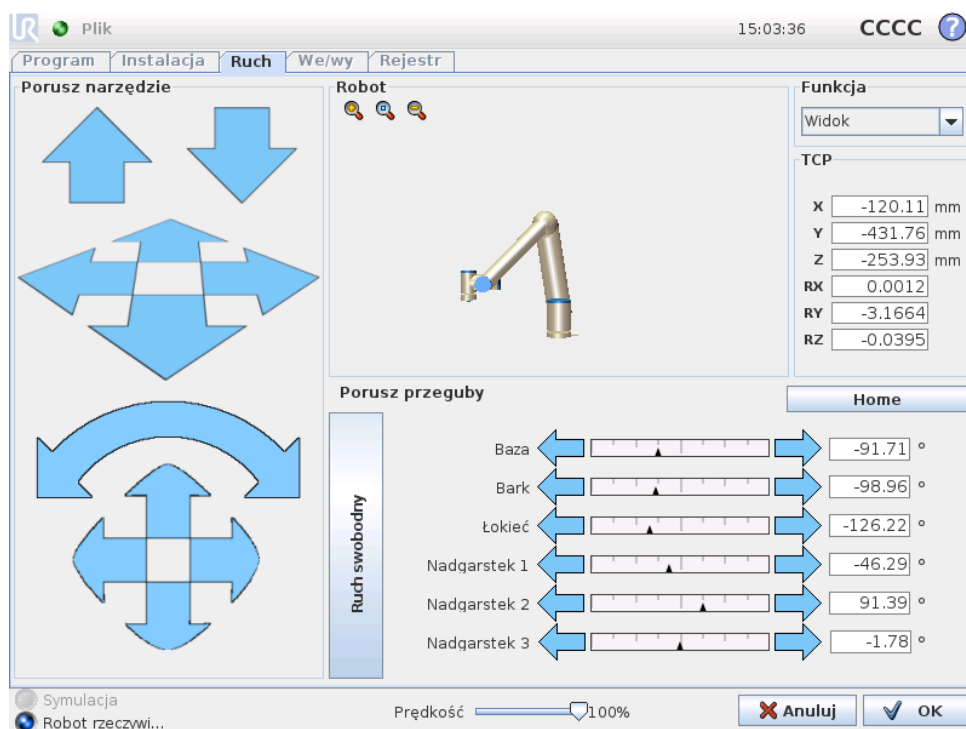 UR Plik 15:03:36 CCCC ?
Program Instalacja Ruch We/wy Rejestr
Porusz narzędzie
Robot
Funkcja
Widok
TCP
X -120.11 mm
Y -431.76 mm
Z -253.93 mm
RX 0.0012
RY -3.1664
RZ -0.0395
Porusz przeguby
Home
Ruch swobodny
Baza -91.71 °
Bark -98.96 °
Łokieć -126.22 °
Nadgarstek 1 -46.29 °
Nadgarstek 2 91.39 °
Nadgarstek 3 -1.78 °
Symulacja
Robot rzeczywi...
Prędkość 100%
Anuluj OK